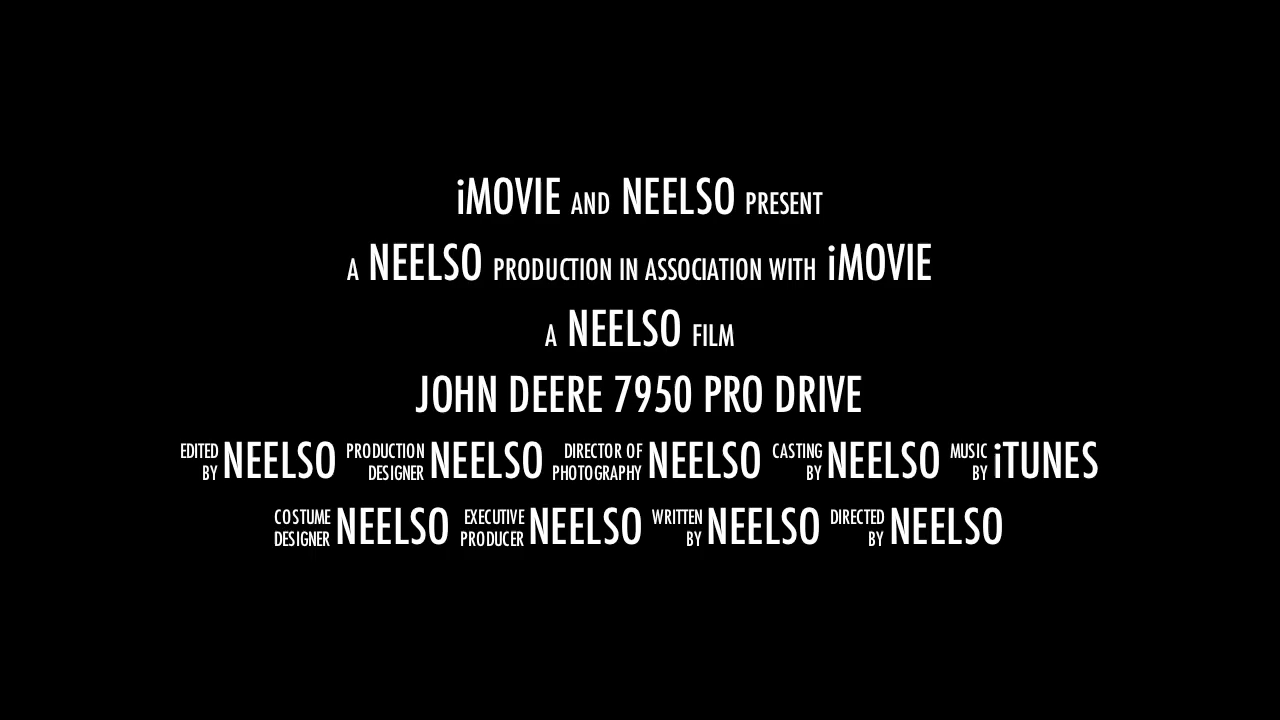 iMOVIE AND NEELSO PRESENT
A NEELSO PRODUCTION IN ASSOCIATION WITH iMOVIE
A NEELSO FILM
JOHN DEERE 7950 PRO DRIVE
EDITED BY NEELSO PRODUCTION DESIGNER NEELSO DIRECTOR OF PHOTOGRAPHY NEELSO CASTING BY NEELSO MUSIC BY iTUNES
COSTUME DESIGNER NEELSO EXECUTIVE PRODUCER NEELSO WRITTEN BY NEELSO DIRECTED BY NEELSO